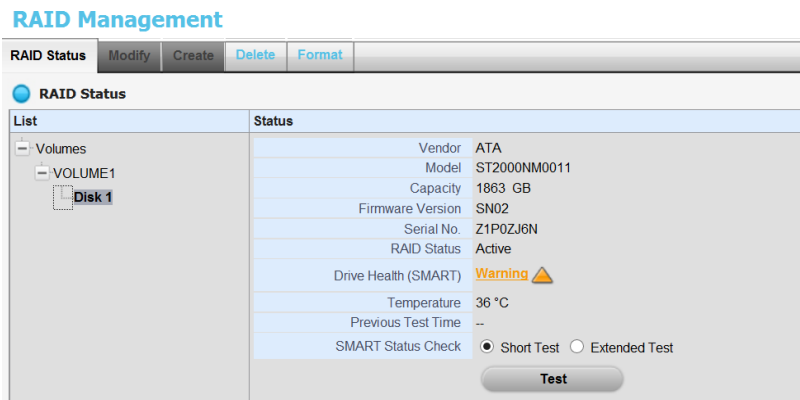 RAID Management
RAID Status Modify Create Delete Format
RAID Status
List Status
Volumes
VOLUME1
Disk 1
Vendor ATA
Model ST2000NM0011
Capacity 1863 GB
Firmware Version SN02
Serial No. Z1P0ZJ6N
RAID Status Active
Drive Health (SMART) Warning
Temperature 36 °C
Previous Test Time --
SMART Status Check Short Test Extended Test
Test